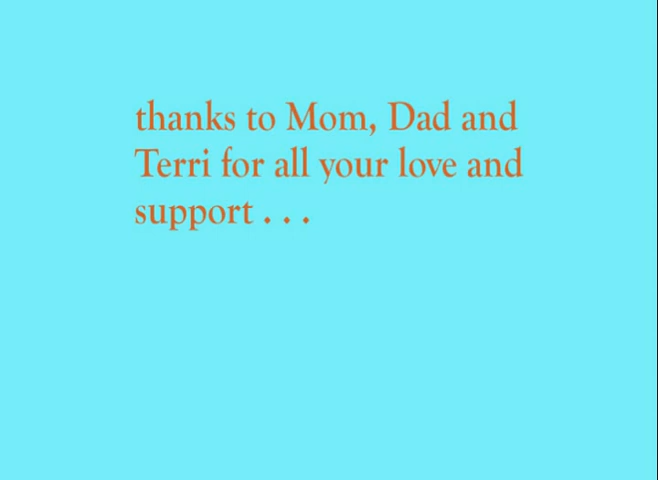 thanks to Mom, Dad and
Terri for all your love and
support . . .